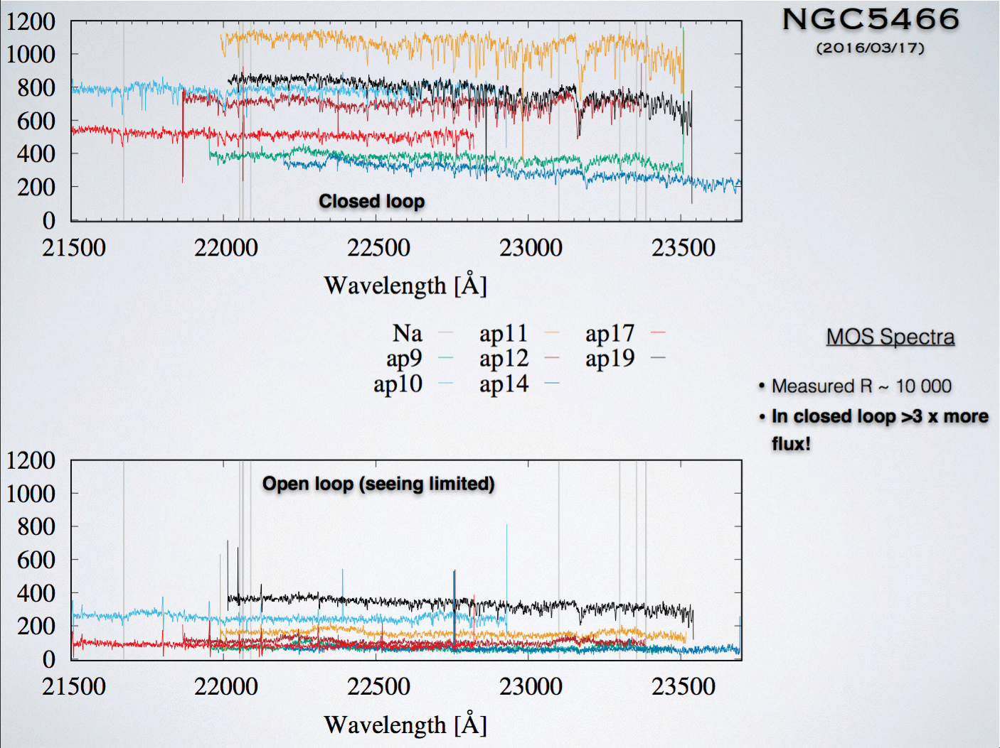 NGC5466
(2016/03/17)
1200
1000
800
600
400
200
0
Closed loop
21500 22000 22500 23000 23500
Wavelength [Å]
Na ap11 ap17
ap9 ap12 ap19
ap10 ap14
MOS Spectra
• Measured R ~ 10 000
• In closed loop >3 x more
flux!
1200
1000
800
600
400
200
0
Open loop (seeing limited)
21500 22000 22500 23000 23500
Wavelength [Å]